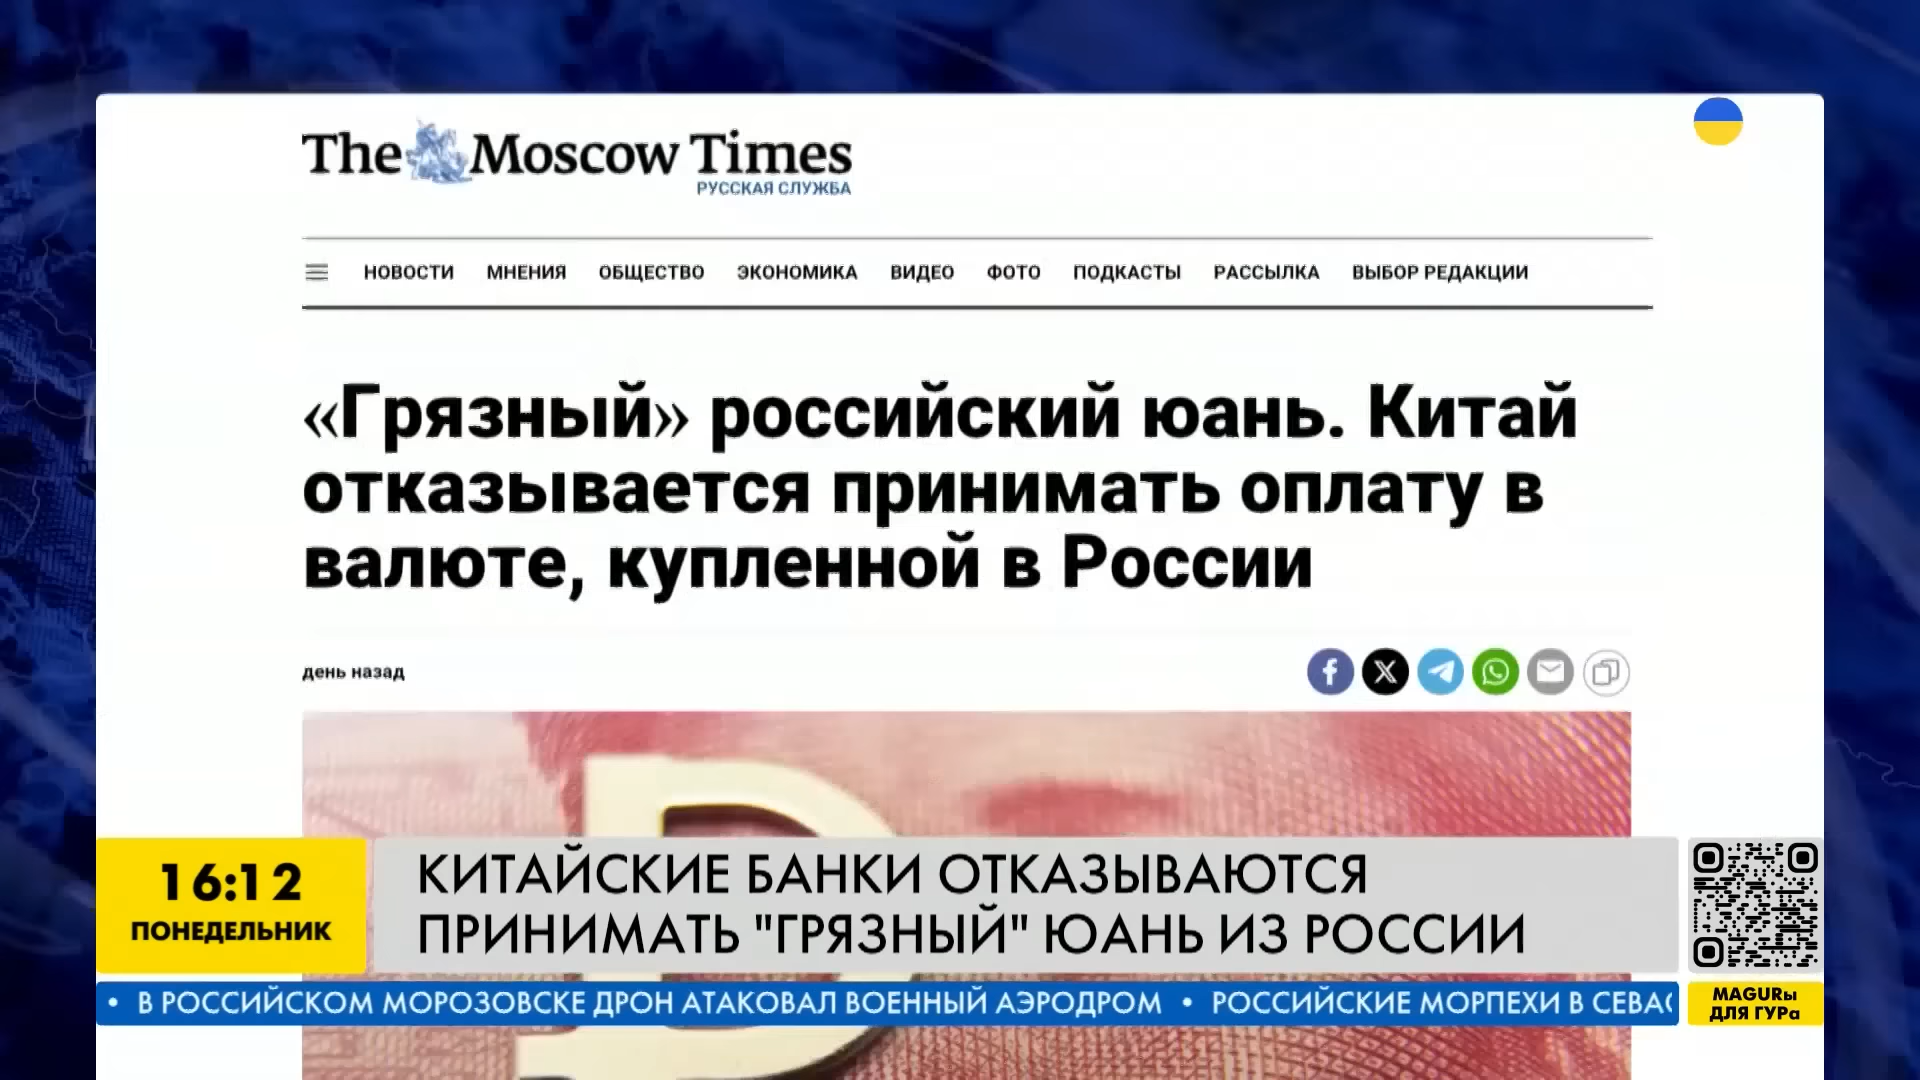 The Moscow Times
РУССКАЯ СЛУЖБА
НОВОСТИ МНЕНИЯ ОБЩЕСТВО ЭКОНОМИКА ВИДЕО ФОТО ПОДКАСТЫ РАССЫЛКА ВЫБОР РЕДАКЦИИ
«Грязный» российский юань. Китай
отказывается принимать оплату в
валюте, купленной в России
день назад
16:12
ПОНЕДЕЛЬНИК
КИТАЙСКИЕ БАНКИ ОТКАЗЫВАЮТСЯ
ПРИНИМАТЬ "ГРЯЗНЫЙ" ЮАНЬ ИЗ РОССИИ
• В РОССИЙСКОМ МОРОЗОВСКЕ ДРОН АТАКОВАЛ ВОЕННЫЙ АЭРОДРОМ • РОССИЙСКИЕ МОРПЕХИ В СЕВАС
MAGURы
ДЛЯ ГУРа